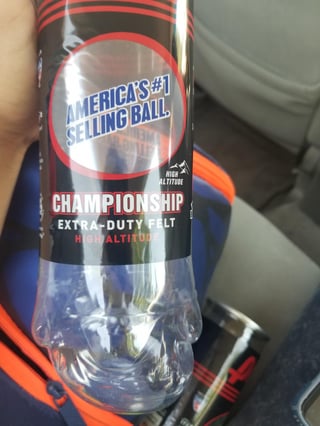 AMERICA'S #1
SELLING BALL.
HIGH
ALTITUDE
CHAMPIONSHIP
EXTRA-DUTY FELT
HIGH ALTITUDE